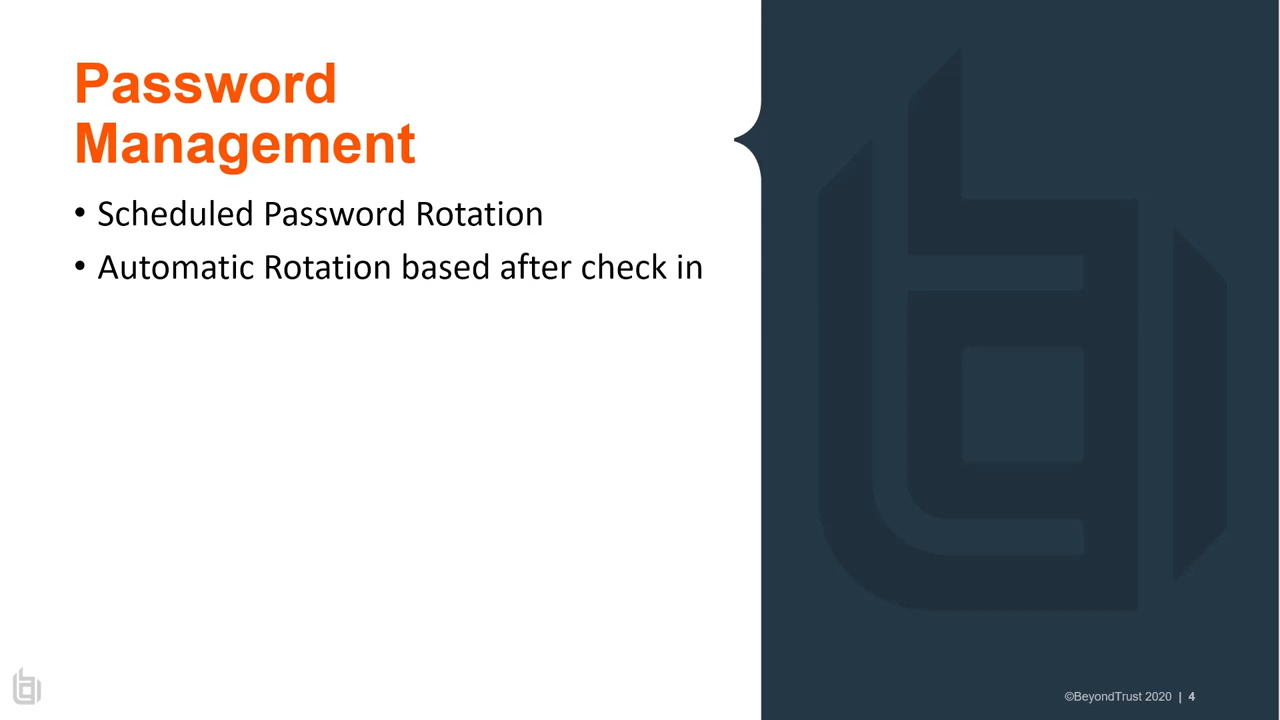 Password
Management
• Scheduled Password Rotation
• Automatic Rotation based after check in
©BeyondTrust 2020 | 4